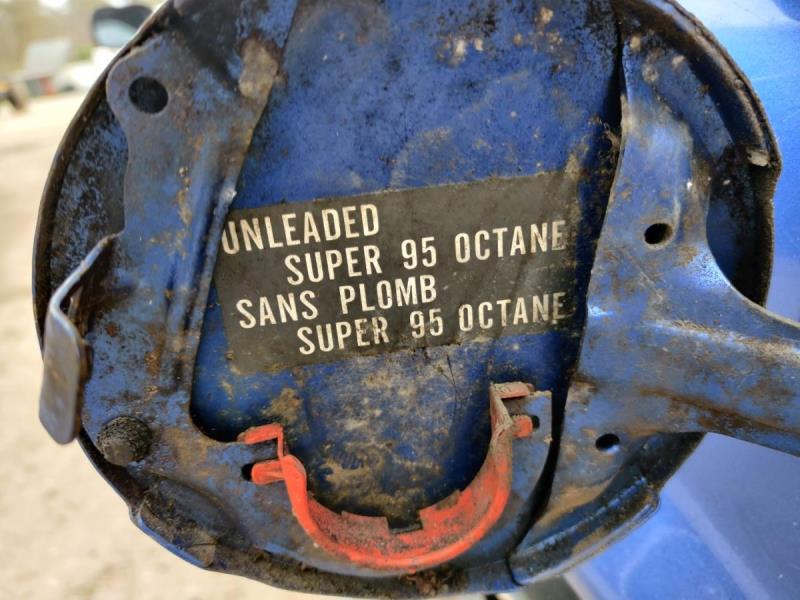 UNLEADED
SUPER 95 OCTANE
SANS PLOMB
SUPER 95 OCTANE